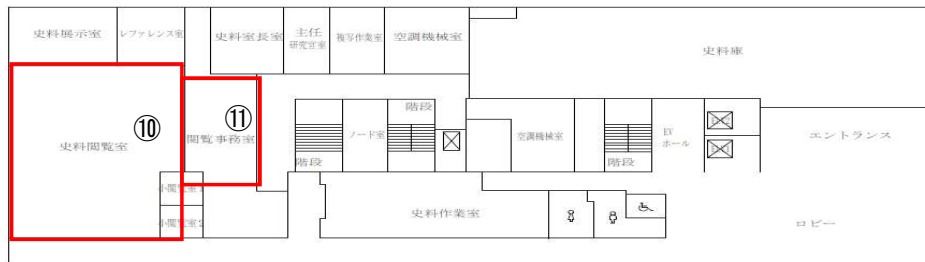 史料展示室
レファレンス室
史料室長室
主任
研究官室
複写作業室
空調機械室
史料庫
⑩
史料閲覧室
⑪
閲覧事務室
階段
階段
ノード室
空調機械室
階段
EV
ホール
エントランス
小閲覧室1
小閲覧室2
史料作業室
ロビー